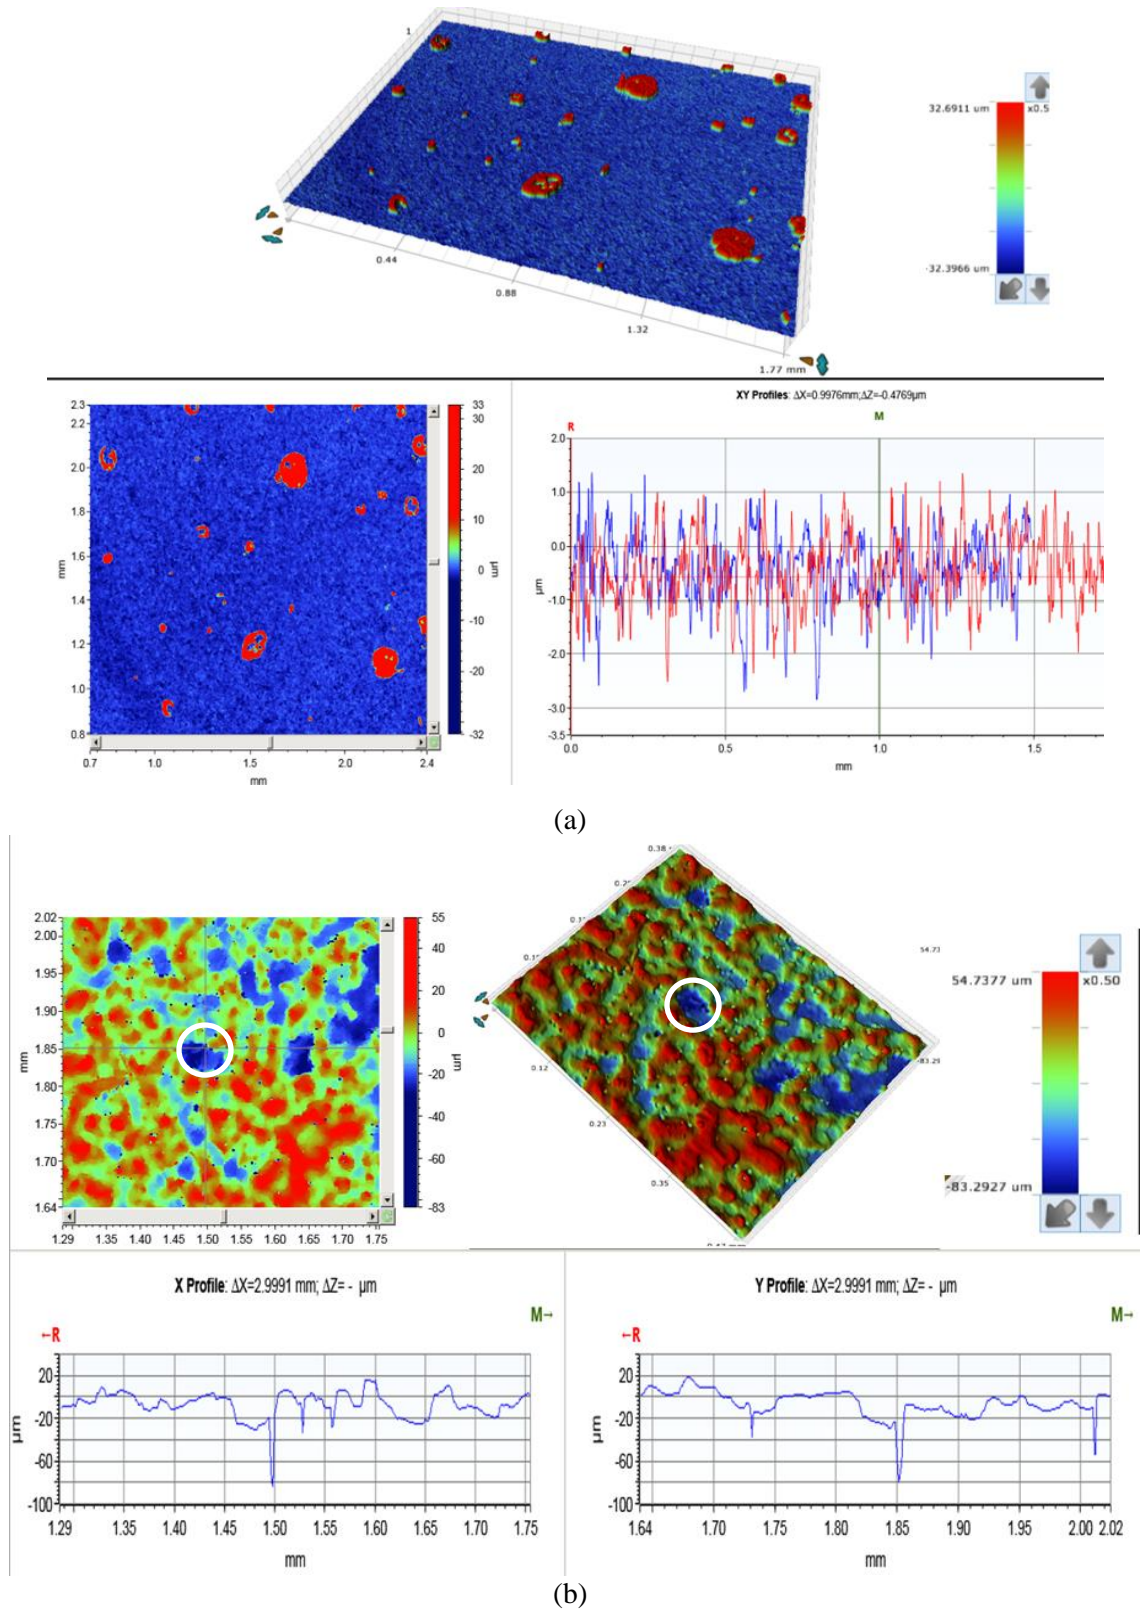 1
32.6911 um
x0.5
-32.3966 um
0.44
0.88
1.32
1.77 mm
XY Profiles: ΔX=0.9976mm;ΔZ=-0.4769µm
R
M
2.3
2.2
2.0
1.8
1.6
1.4
1.2
1.0
0.8
mm
0.7
1.0
1.5
2.0
2.4
mm
33
20
10
0
-10
-20
-32
µm
2.0
1.0
0.0
-1.0
-2.0
-3.0
-3.5
µm
0.0
0.5
1.0
1.5
mm
(a)
2.02
2.00
1.95
1.90
1.85
1.80
1.75
1.70
1.64
mm
1.29 1.35 1.40 1.45 1.50 1.55 1.60 1.65 1.70 1.75
55
40
20
0
-20
-40
-60
-83
µm
0.38
0.12
0.23
0.35
54.73
-83.29
54.7377 um
x0.50
-83.2927 um
X Profile: ΔX=2.9991 mm; ΔZ= - µm
M→
←R
20
-20
-60
-100
µm
1.29 1.35 1.40 1.45 1.50 1.55 1.60 1.65 1.70 1.75
mm
Y Profile: ΔX=2.9991 mm; ΔZ= - µm
M→
←R
20
-20
-60
-100
µm
1.64 1.70 1.75 1.80 1.85 1.90 1.95 2.00 2.02
mm
(b)